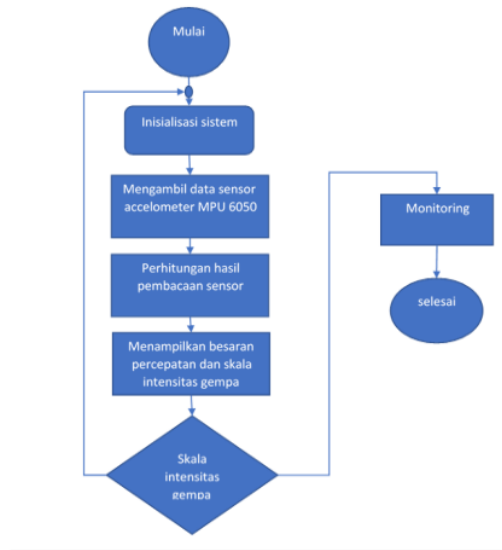 Mulai
Inisialisasi sistem
Mengambil data sensor
accelometer MPU 6050
Perhitungan hasil
pembacaan sensor
Menampilkan besaran
percepatan dan skala
intensitas gempa
Skala
intensitas
gempa
Monitoring
selesai